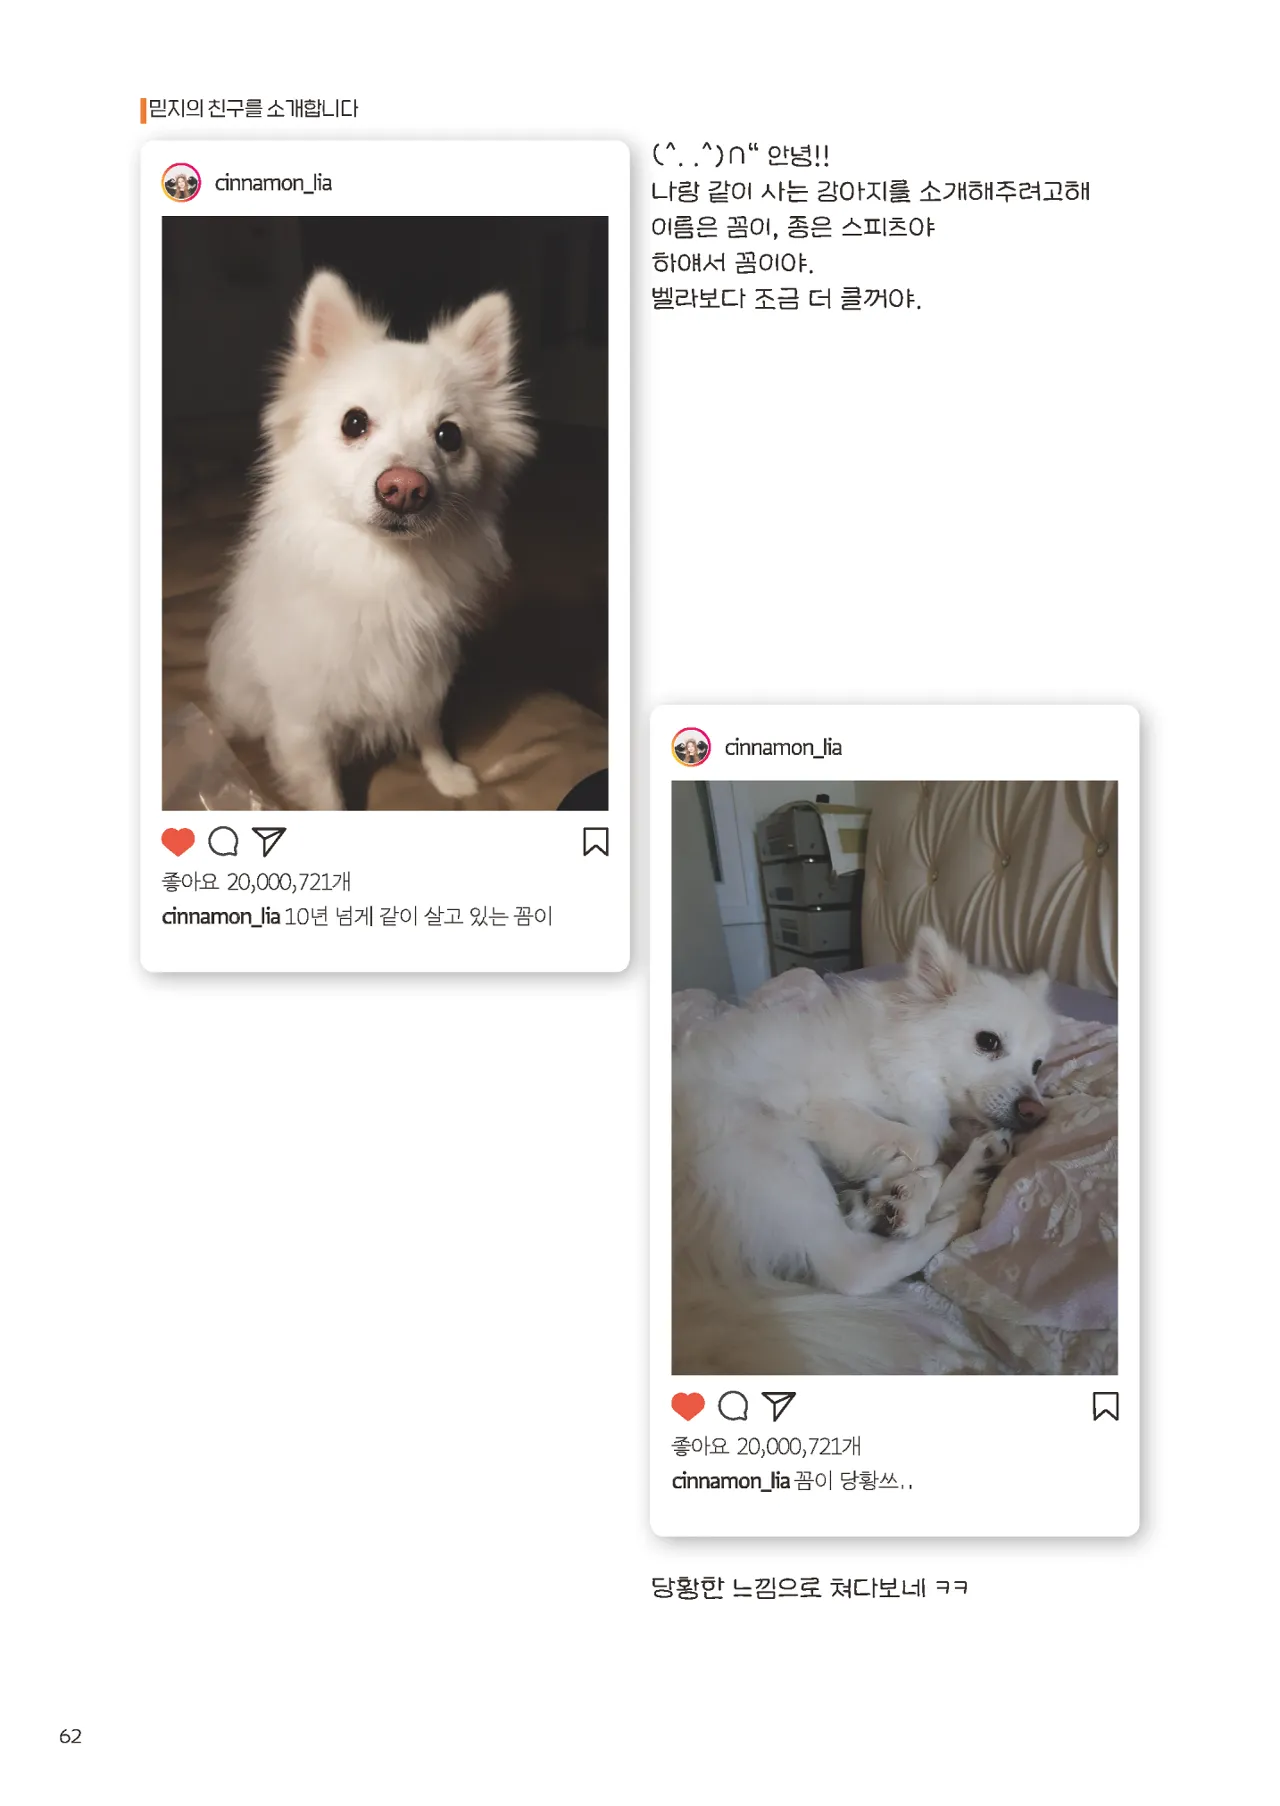 믿지의 친구를 소개합니다
cinnamon_lia
(^. .^)∩“ 안녕!!
나랑 같이 사는 강아지를 소개해주려고해
이름은 꼼이, 종은 스피츠야
하얘서 꼼이야.
벨라보다 조금 더 클꺼야.
좋아요 20,000,721개
cinnamon_lia 10년 넘게 같이 살고 있는 꼼이
cinnamon_lia
좋아요 20,000,721개
cinnamon_lia 꼼이 당황쓰..
당황한 느낌으로 쳐다보네 ㅋㅋ
62